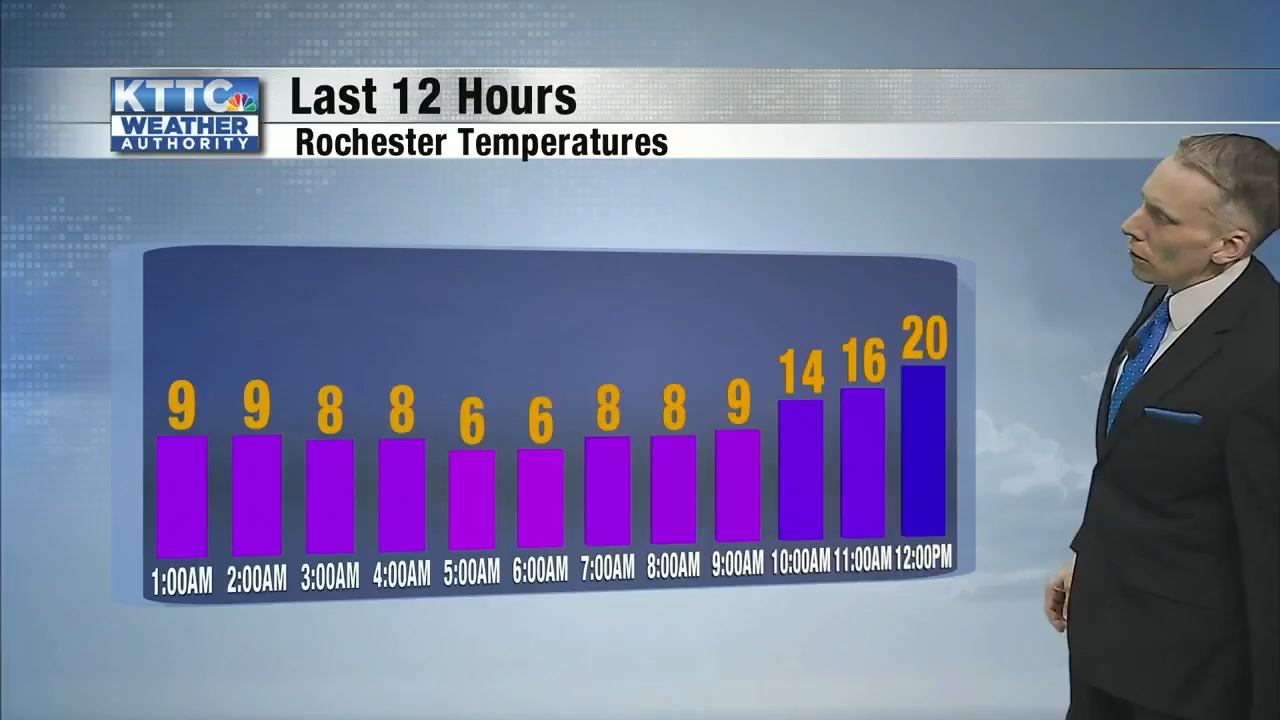 KTTC
WEATHER
AUTHORITY
Last 12 Hours
Rochester Temperatures
9 9 8 8 6 6 8 8 9 14 16 20
1:00AM 2:00AM 3:00AM 4:00AM 5:00AM 6:00AM 7:00AM 8:00AM 9:00AM 10:00AM 11:00AM 12:00PM